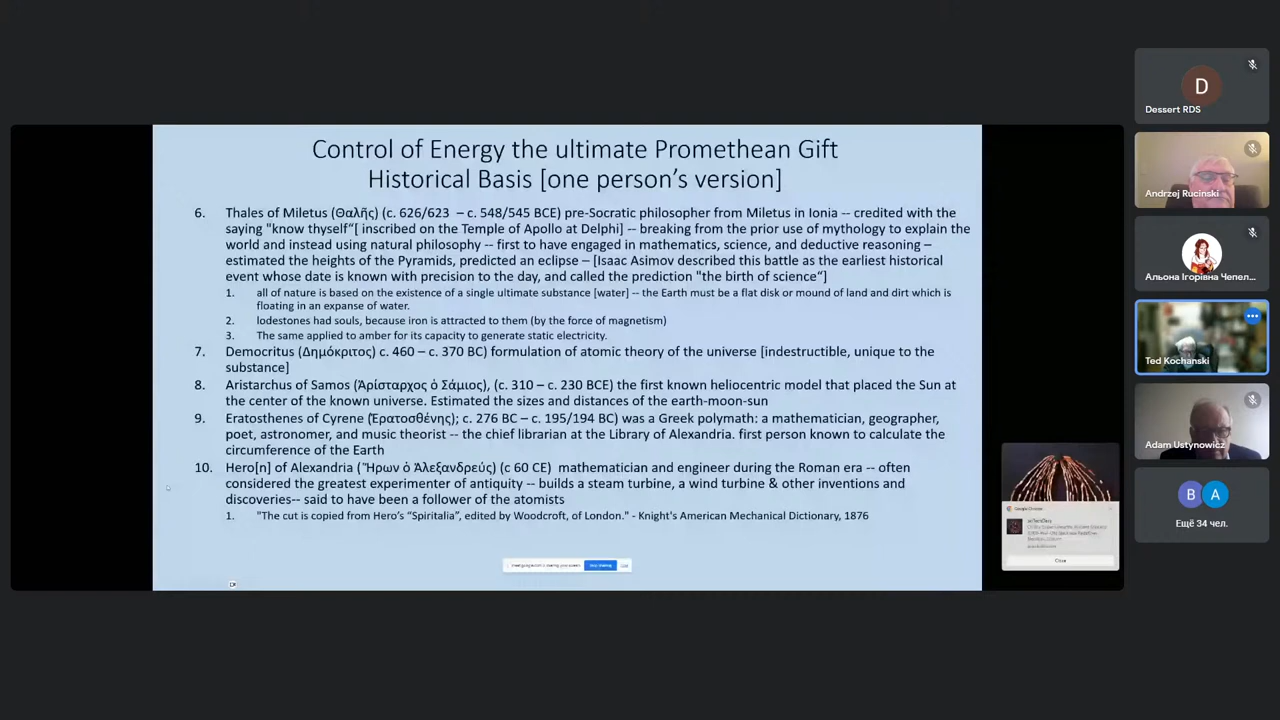 Control of Energy the ultimate Promethean Gift
Historical Basis [one person's version]
6. Thales of Miletus (Θαλῆς) (c. 626/623 – c. 548/545 BCE) pre-Socratic philosopher from Miletus in Ionia -- credited with the
saying "know thyself"[ inscribed on the Temple of Apollo at Delphi] -- breaking from the prior use of mythology to explain the
world and instead using natural philosophy -- first to have engaged in mathematics, science, and deductive reasoning –
estimated the heights of the Pyramids, predicted an eclipse – [Isaac Asimov described this battle as the earliest historical
event whose date is known with precision to the day, and called the prediction "the birth of science"]
1. all of nature is based on the existence of a single ultimate substance [water] -- the Earth must be a flat disk or mound of land and dirt which is
floating in an expanse of water.
2. lodestones had souls, because iron is attracted to them (by the force of magnetism)
3. The same applied to amber for its capacity to generate static electricity.
7. Democritus (Δημόκριτος) c. 460 – c. 370 BC) formulation of atomic theory of the universe [indestructible, unique to the
substance]
8. Aristarchus of Samos (Ἀρίσταρχος ὁ Σάμιος), (c. 310 – c. 230 BCE) the first known heliocentric model that placed the Sun at
the center of the known universe. Estimated the sizes and distances of the earth-moon-sun
9. Eratosthenes of Cyrene (Ἐρατοσθένης); c. 276 BC – c. 195/194 BC) was a Greek polymath: a mathematician, geographer,
poet, astronomer, and music theorist -- the chief librarian at the Library of Alexandria. first person known to calculate the
circumference of the Earth
10. Hero[n] of Alexandria (Ἥρων ὁ Ἀλεξανδρεύς) (c 60 CE) mathematician and engineer during the Roman era -- often
considered the greatest experimenter of antiquity -- builds a steam turbine, a wind turbine & other inventions and
discoveries-- said to have been a follower of the atomists
1. "The cut is copied from Hero's "Spiritalia", edited by Woodcroft, of London." - Knight's American Mechanical Dictionary, 1876
Stop sharing
Google Chrome
Close
D
Dessert RDS
Andrzej Rucinski
Альона Ігорівна Чепел...
Ted Kochanski
Adam Ustynowicz
B A
Ещё 34 чел.